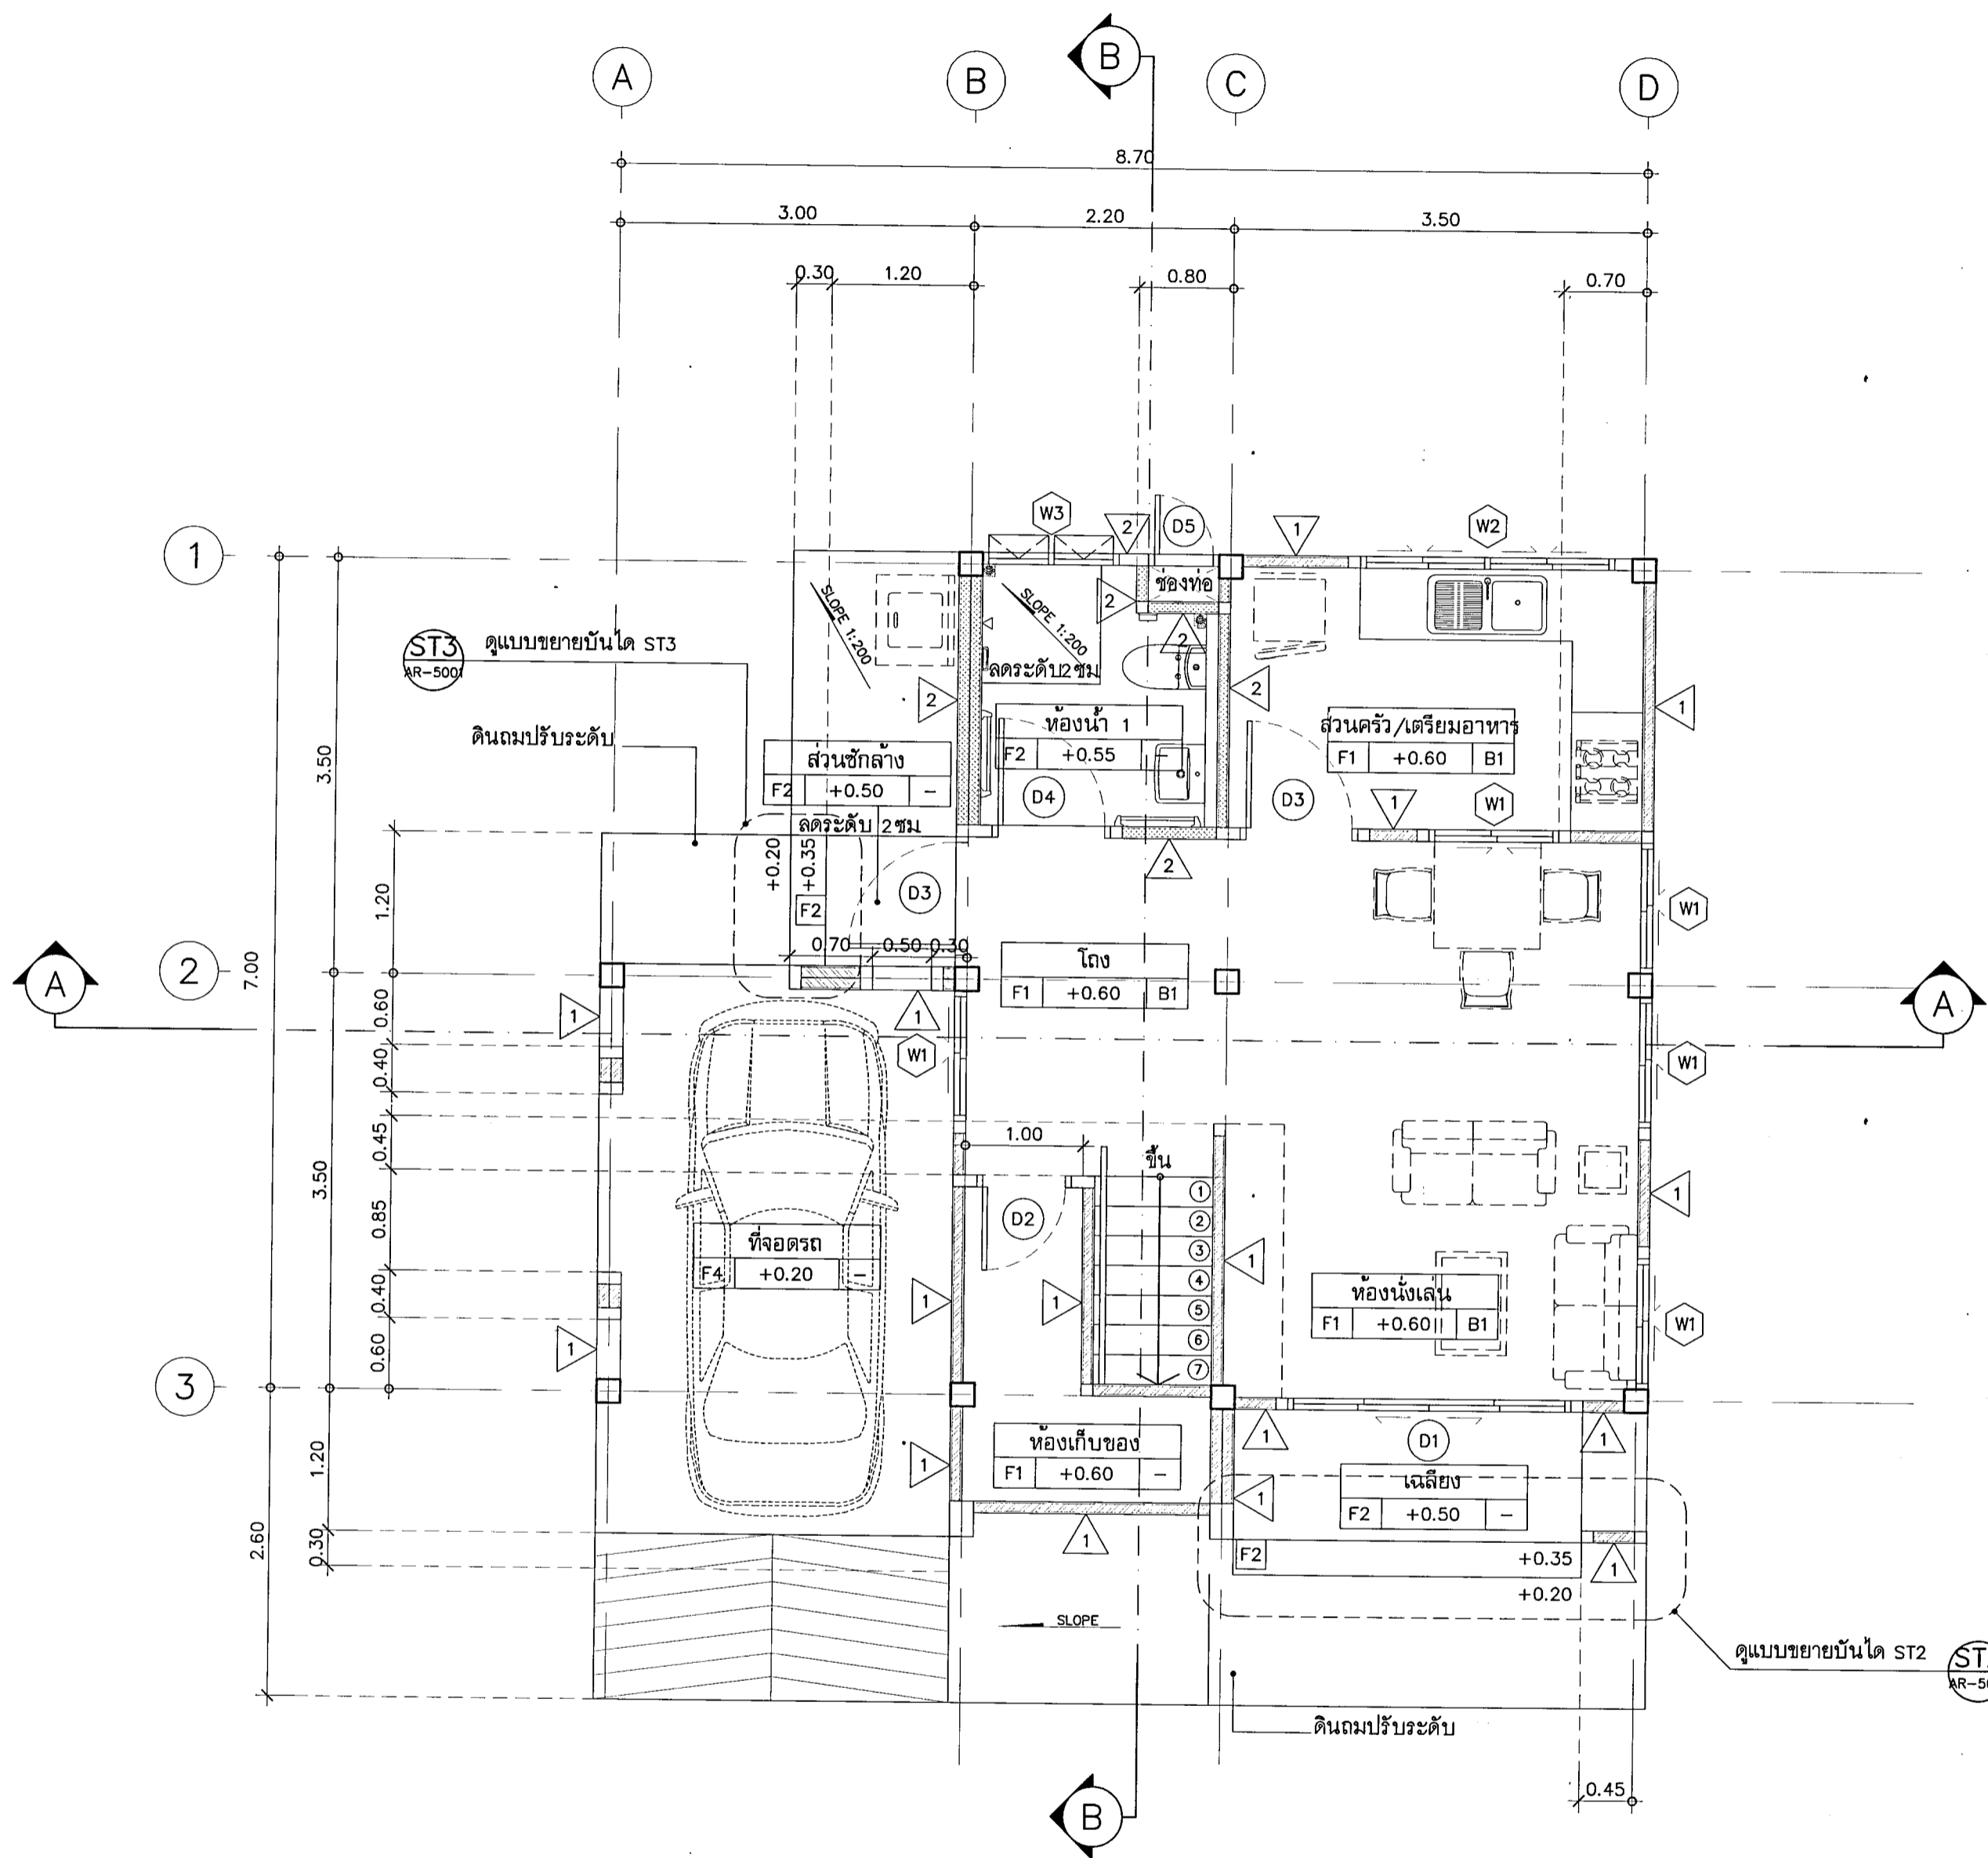 A
B
B
C
D
8.70
3.00
2.20
3.50
0.30
1.20
0.80
0.70
1
W3
2
D5
1
W2
ช่องท่อ
2
SLOPE 1:200
SLOPE 1:200
2
ST3
AR-5001
ดูแบบขยายบันได ST3
ลดระดับ2ซม
2
2
1
ดินถมปรับระดับ
ห้องน้ำ 1
F2 +0.55 –
ส่วนครัว/เตรียมอาหาร
F1 +0.60 B1
ส่วนซักล้าง
F2 +0.50 –
D4
D3
1
W1
3.50
ลดระดับ 2ซม.
+0.20
+0.35
F2
D3
2
W1
1.20
0.70
0.50
0.30
2
7.00
A
โถง
F1 +0.60 B1
A
0.60
1
1
W1
W1
0.40
0.45
1.00
ขึ้น
3.50
0.85
D2
1
2
3
4
5
6
7
1
1
ที่จอดรถ
F4 +0.20 –
0.40
1
1
ห้องนั่งเล่น
F1 +0.60 B1
W1
0.60
1
3
1.20
ห้องเก็บของ
F1 +0.60 –
1
1
D1
1
เฉลียง
F2 +0.50 –
1
2.60
0.30
1
F2
+0.35
1
+0.20
SLOPE
ดูแบบขยายบันได ST2
ดินถมปรับระดับ
0.45
B